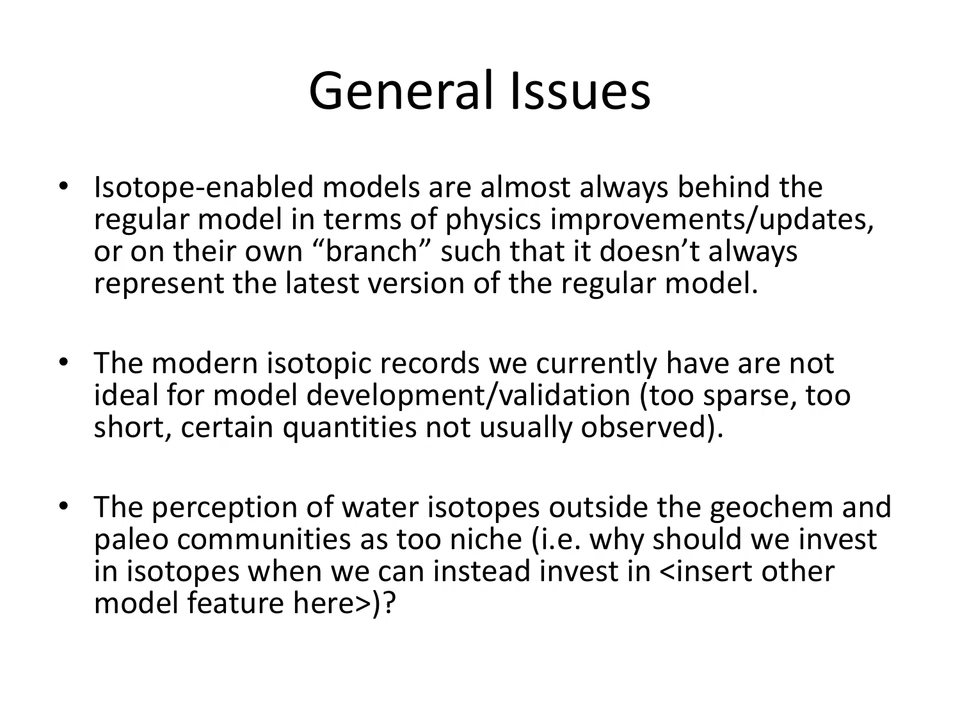 General Issues
• Isotope-enabled models are almost always behind the
regular model in terms of physics improvements/updates,
or on their own “branch” such that it doesn’t always
represent the latest version of the regular model.
• The modern isotopic records we currently have are not
ideal for model development/validation (too sparse, too
short, certain quantities not usually observed).
• The perception of water isotopes outside the geochem and
paleo communities as too niche (i.e. why should we invest
in isotopes when we can instead invest in <insert other
model feature here>)?